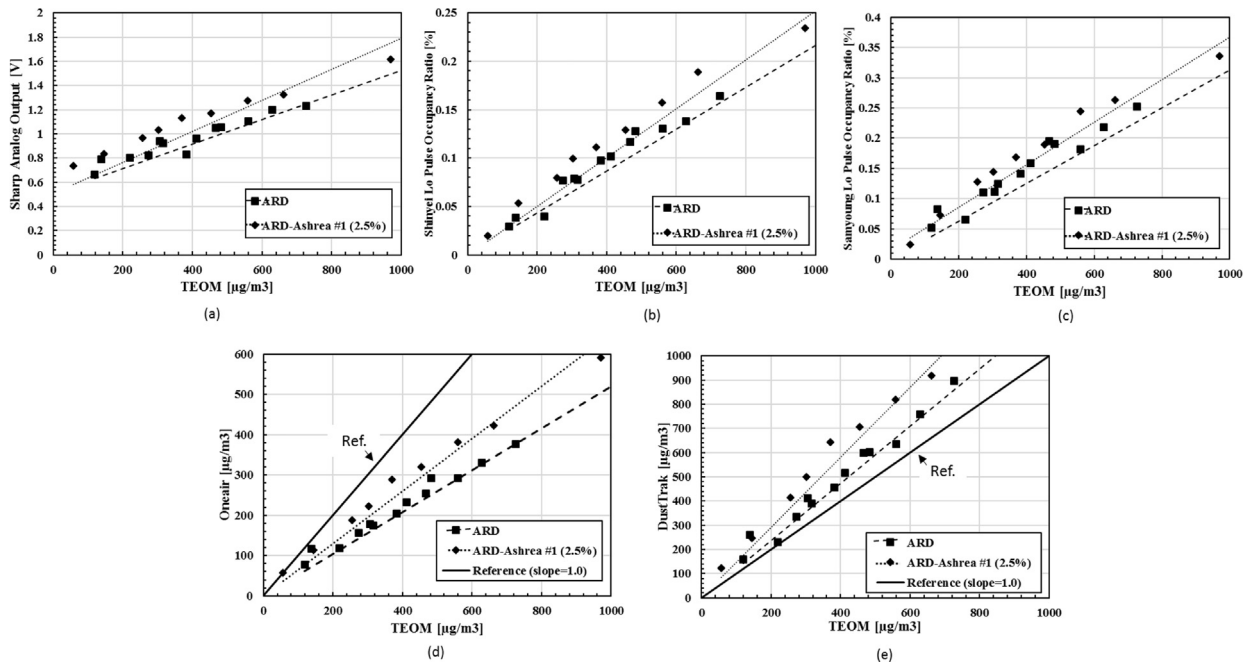 2
1.8
1.6
1.4
1.2
1
0.8
0.6
0.4
0.2
0
Sharp Analog Output [V]
ARD
ARD-Ashrea #1 (2.5%)
0 200 400 600 800 1000
TEOM [µg/m3]
(a)
0.25
0.2
0.15
0.1
0.05
0
Shinyel Lo Pulse Occupancy Ratio [%]
ARD
ARD-Ashrea #1 (2.5%)
0 200 400 600 800 1000
TEOM [µg/m3]
(b)
0.4
0.35
0.3
0.25
0.2
0.15
0.1
0.05
0
Samyoung Lo Pulse Occupancy Ratio [%]
ARD
ARD-Ashrea #1 (2.5%)
0 200 400 600 800 1000
TEOM [µg/m3]
(c)
600
500
400
300
200
100
0
Oneair [µg/m3]
Ref.
ARD
ARD-Ashrea #1 (2.5%)
Reference (slope=1.0)
0 200 400 600 800 1000
TEOM [µg/m3]
(d)
1000
900
800
700
600
500
400
300
200
100
0
DustTrak [µg/m3]
Ref.
ARD
ARD-Ashrea #1 (2.5%)
Reference (slope=1.0)
0 200 400 600 800 1000
TEOM [µg/m3]
(e)